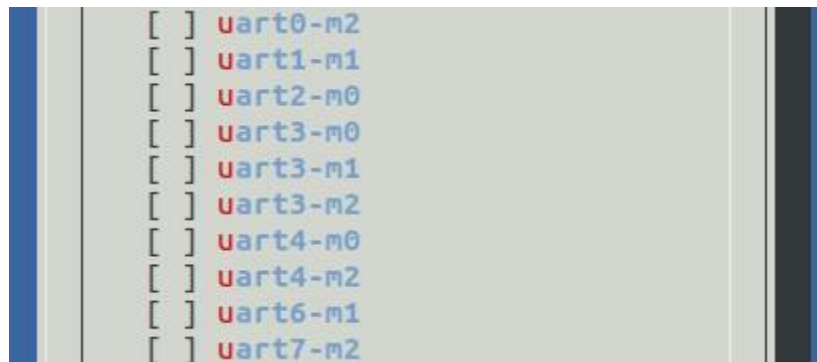 [ ] uart0-m2
[ ] uart1-m1
[ ] uart2-m0
[ ] uart3-m0
[ ] uart3-m1
[ ] uart3-m2
[ ] uart4-m0
[ ] uart4-m2
[ ] uart6-m1
[ ] uart7-m2